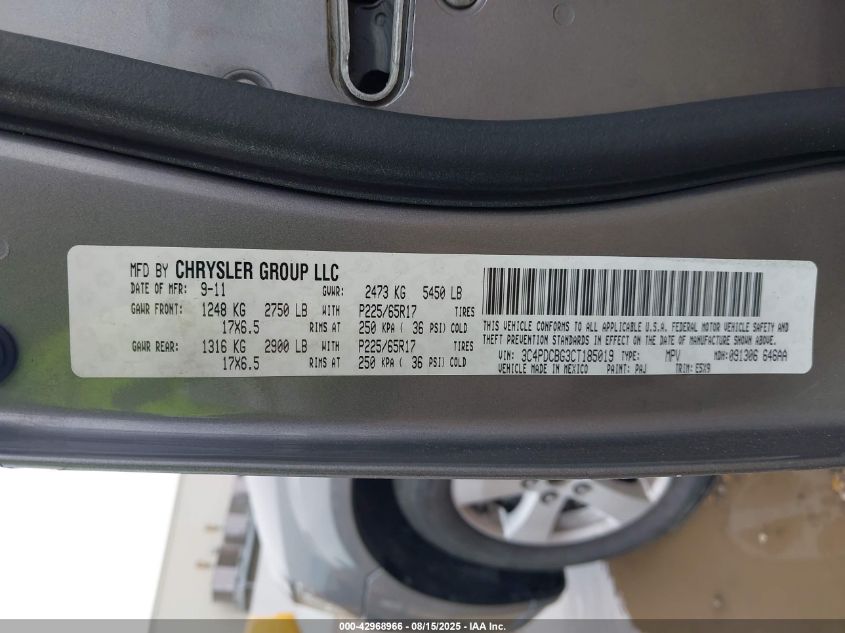 MFD BY CHRYSLER GROUP LLC
DATE OF MFR: 9-11 GVWR: 2473 KG 5450 LB
GAWR FRONT: 1248 KG 2750 LB WITH P225/65R17 TIRES
17X6.5 RIMS AT 250 KPA ( 36 PSI) COLD
GAWR REAR: 1316 KG 2900 LB WITH P225/65R17 TIRES
17X6.5 RIMS AT 250 KPA ( 36 PSI) COLD
THIS VEHICLE CONFORMS TO ALL APPLICABLE U.S.A. FEDERAL MOTOR VEHICLE SAFETY AND
THEFT PREVENTION STANDARDS IN EFFECT ON THE DATE OF MANUFACTURE SHOWN ABOVE.
VIN: 3C4PDCBG3CT185019 TYPE: MPV MDH: 091306 646AA
VEHICLE MADE IN MEXICO PAINT: PAJ TRIM: E5X9
000-42968966 - 08/15/2025 - IAA Inc.